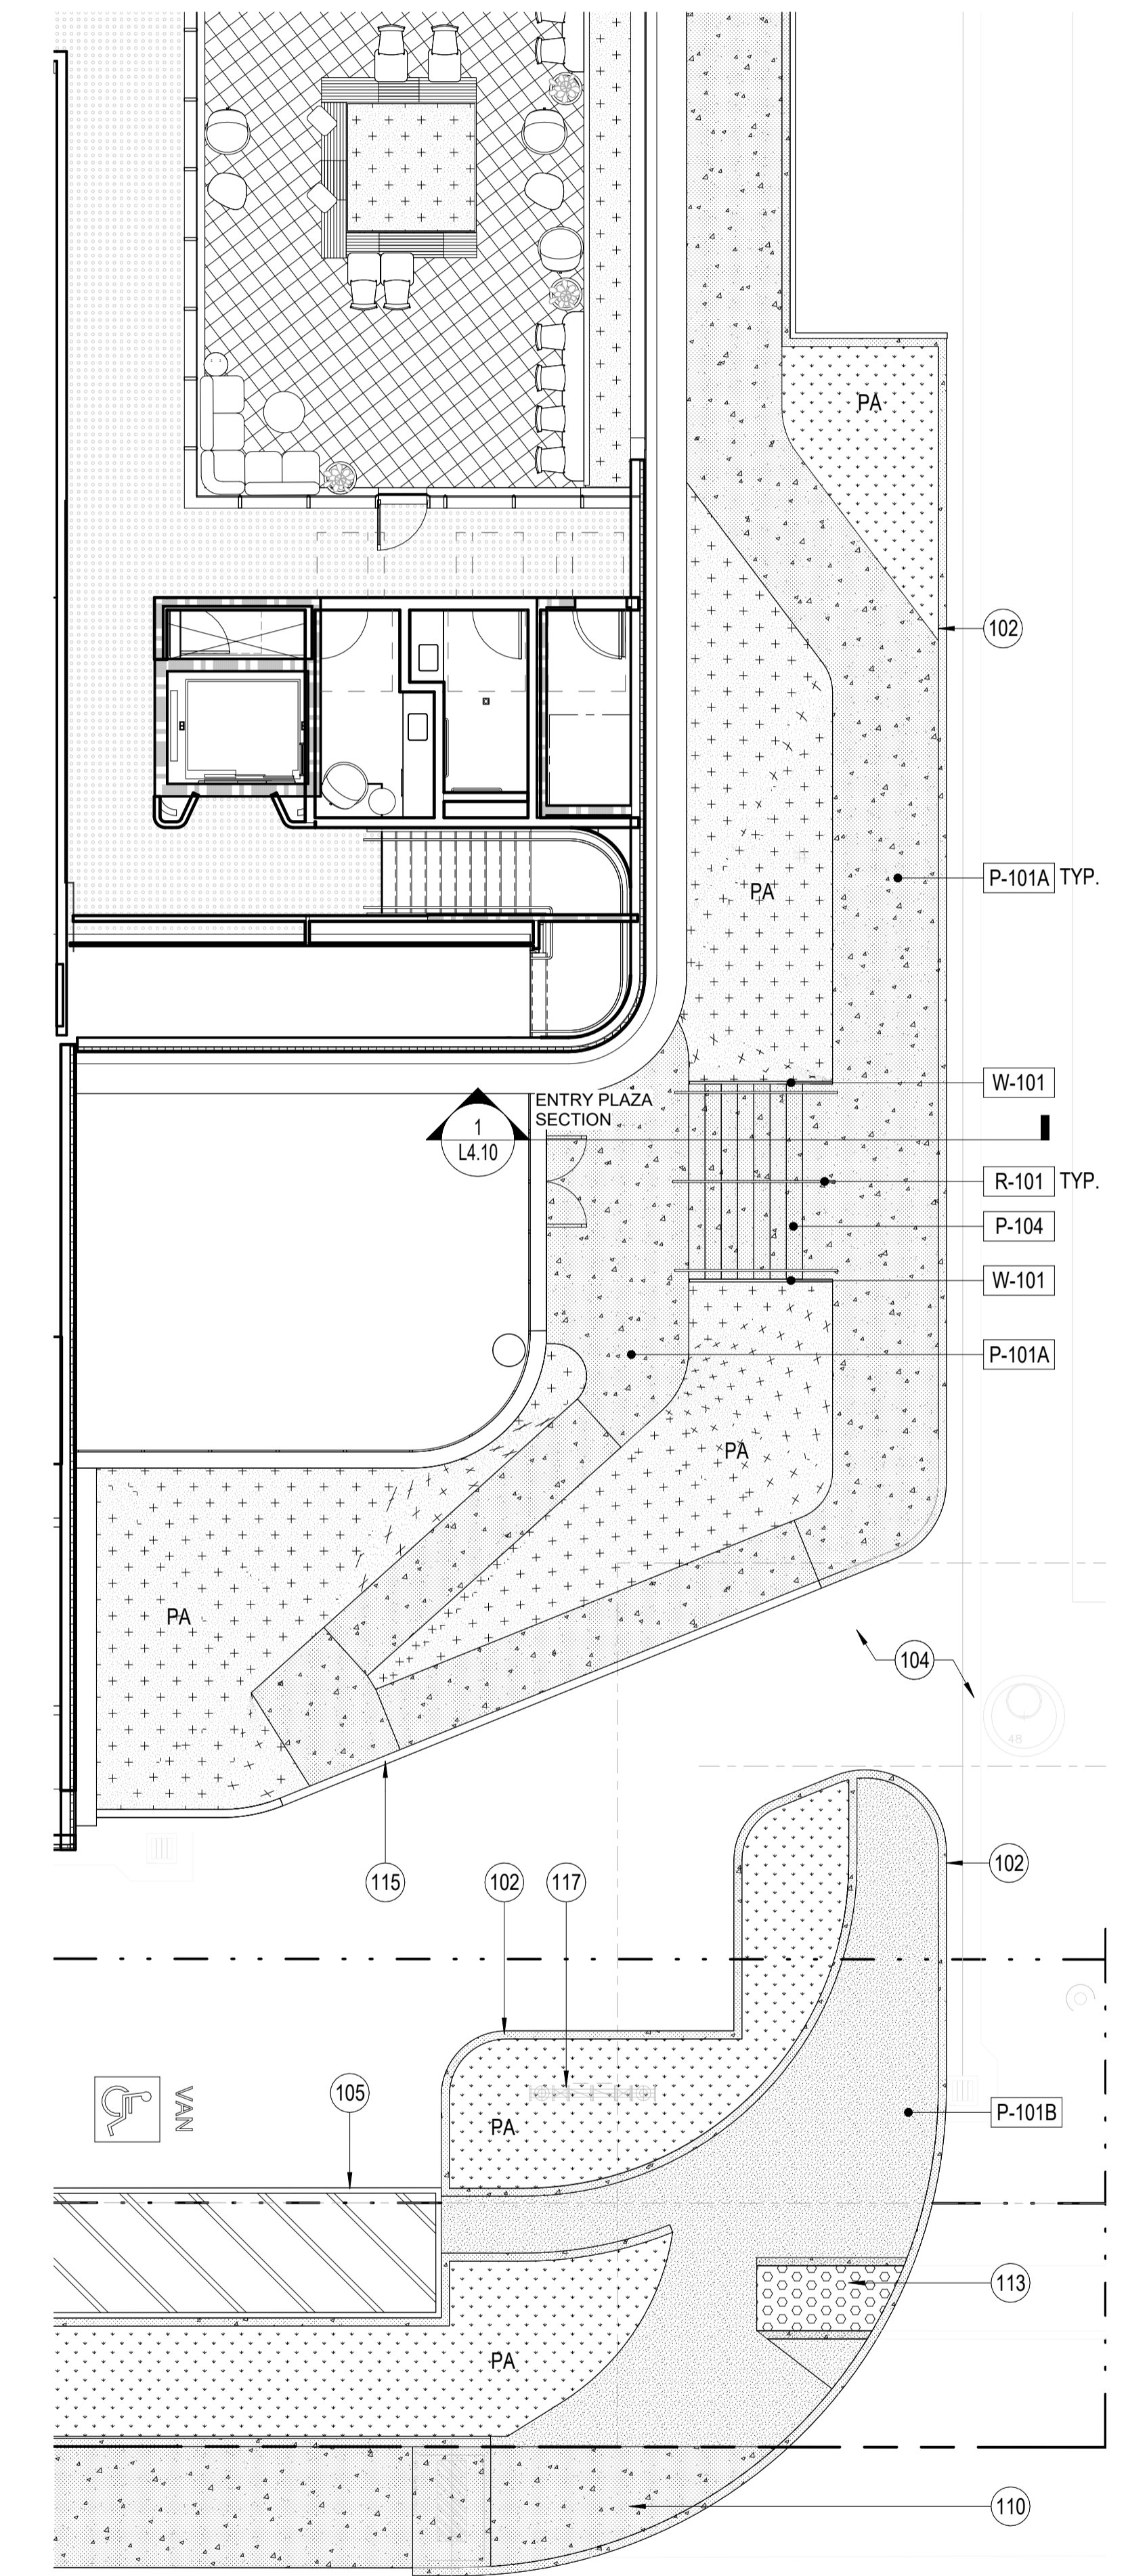 PA
102
P-101A TYP.
PA
W-101
ENTRY PLAZA
SECTION
1
L4.10
R-101 TYP.
P-104
W-101
P-101A
PA
PA
104
48
115
102
117
102
105
VAN
PA
P-101B
113
PA
110